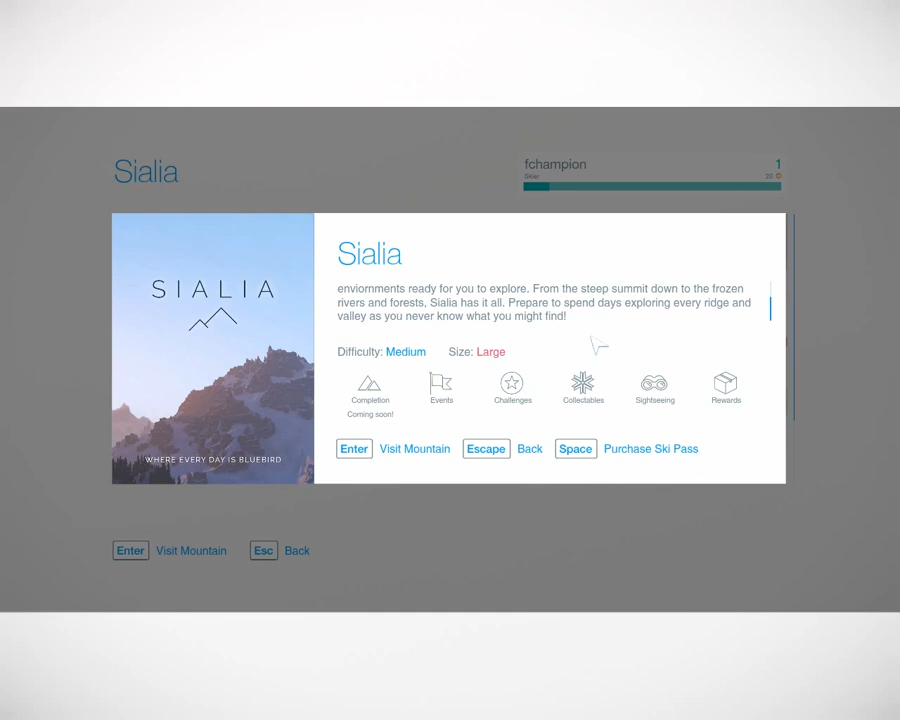 Sialia
fchampion 1
Skier 20
SIALIA
WHERE EVERY DAY IS BLUEBIRD
Sialia
enviornments ready for you to explore. From the steep summit down to the frozen
rivers and forests, Sialia has it all. Prepare to spend days exploring every ridge and
valley as you never know what you might find!
Difficulty: Medium Size: Large
Completion Events Challenges Collectables Sightseeing Rewards
Coming soon!
Enter Visit Mountain Escape Back Space Purchase Ski Pass
Enter Visit Mountain Esc Back